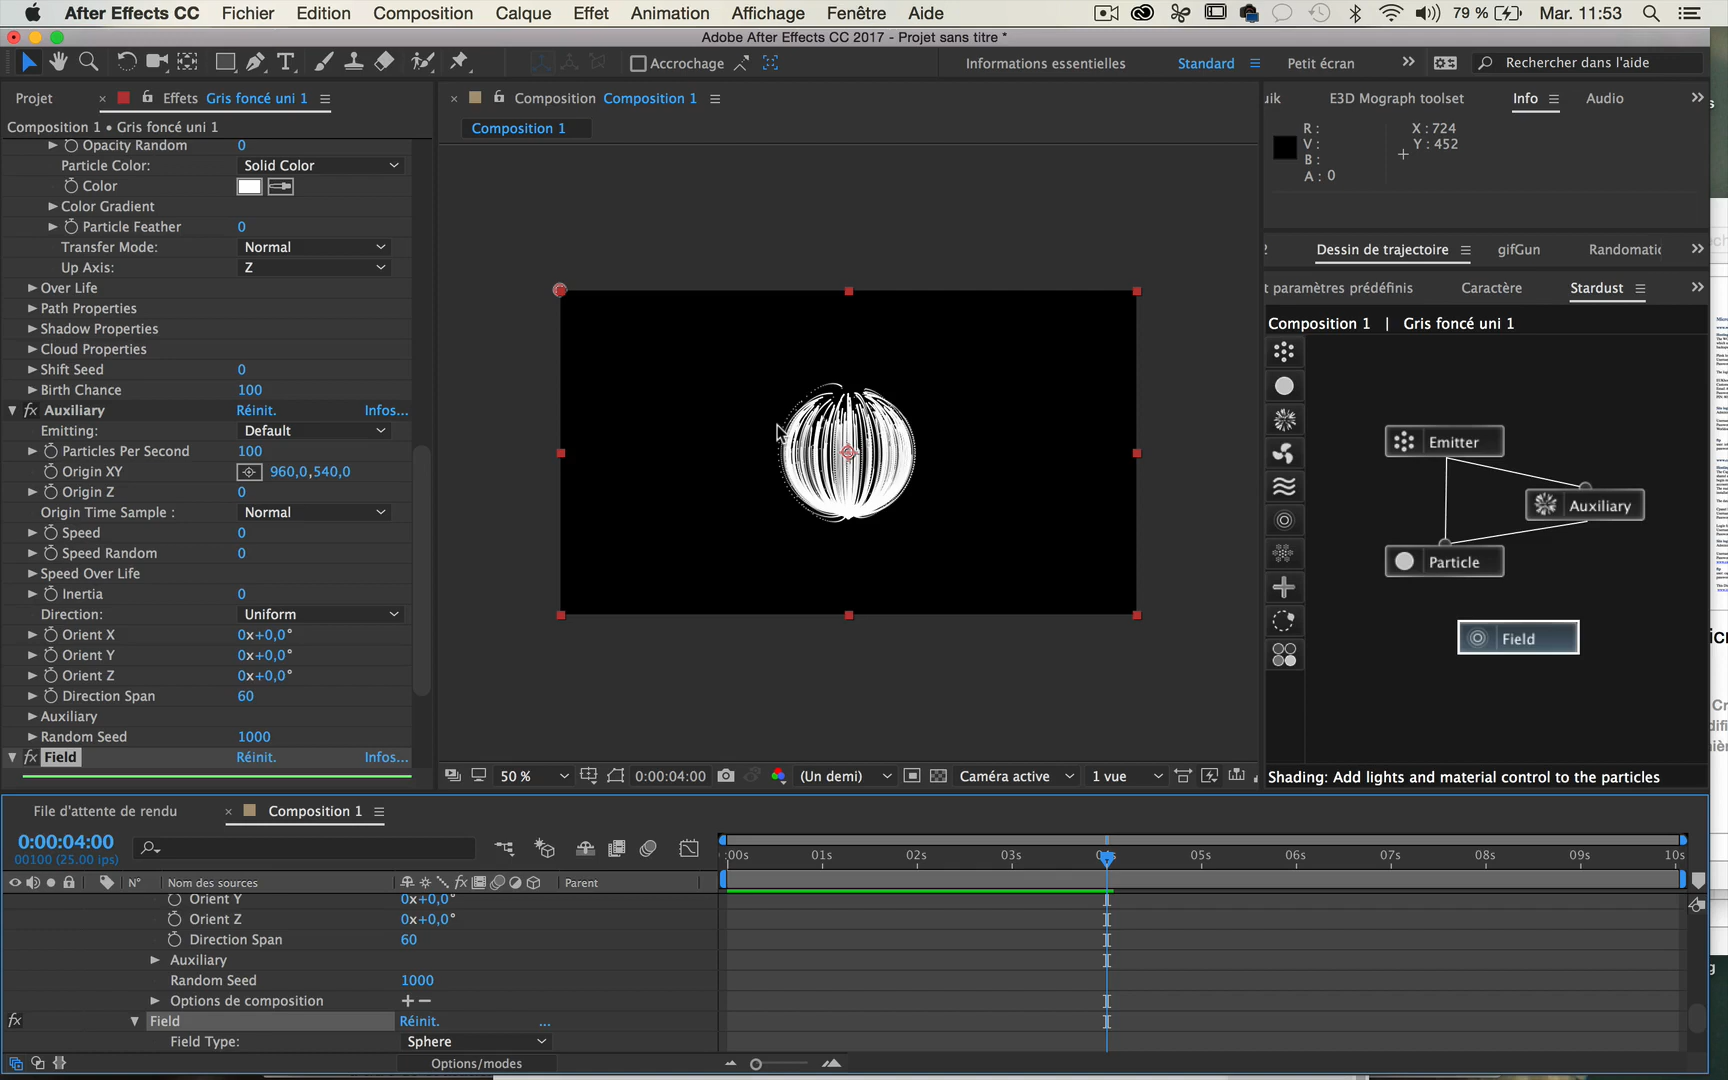 After Effects CC Fichier Edition Composition Calque Effet Animation Affichage Fenêtre Aide 79 % Mar. 11:53
Adobe After Effects CC 2017 - Projet sans titre *
Accrochage Informations essentielles Standard Petit écran Rechercher dans l'aide
Projet Effets Gris foncé uni 1
Composition 1 • Gris foncé uni 1
Opacity Random 0
Particle Color: Solid Color
Color
Color Gradient
Particle Feather 0
Transfer Mode: Normal
Up Axis: Z
Over Life
Path Properties
Shadow Properties
Cloud Properties
Shift Seed 0
Birth Chance 100
fx Auxiliary Réinit. Infos...
Emitting: Default
Particles Per Second 100
Origin XY 960,0,540,0
Origin Z 0
Origin Time Sample : Normal
Speed 0
Speed Random 0
Speed Over Life
Inertia 0
Direction: Uniform
Orient X 0x+0,0°
Orient Y 0x+0,0°
Orient Z 0x+0,0°
Direction Span 60
Auxiliary
Random Seed 1000
fx Field Réinit. Infos...
Composition Composition 1
Composition 1
50 % 0:00:04:00 (Un demi) Caméra active 1 vue
uik E3D Mograph toolset Info Audio
R : X : 724
V : Y : 452
B :
A : 0
2 Dessin de trajectoire gifGun Randomatic
t paramètres prédéfinis Caractère Stardust
Composition 1 | Gris foncé uni 1
Emitter
Auxiliary
Particle
Field
Shading: Add lights and material control to the particles
File d'attente de rendu Composition 1
0:00:04:00
00100 (25.00 ips)
N° Nom des sources fx Parent
:00s 01s 02s 03s 04s 05s 06s 07s 08s 09s 10s
Orient Y 0x+0,0°
Orient Z 0x+0,0°
Direction Span 60
Auxiliary
Random Seed 1000
Options de composition
fx Field Réinit. ...
Field Type: Sphere
Options/modes